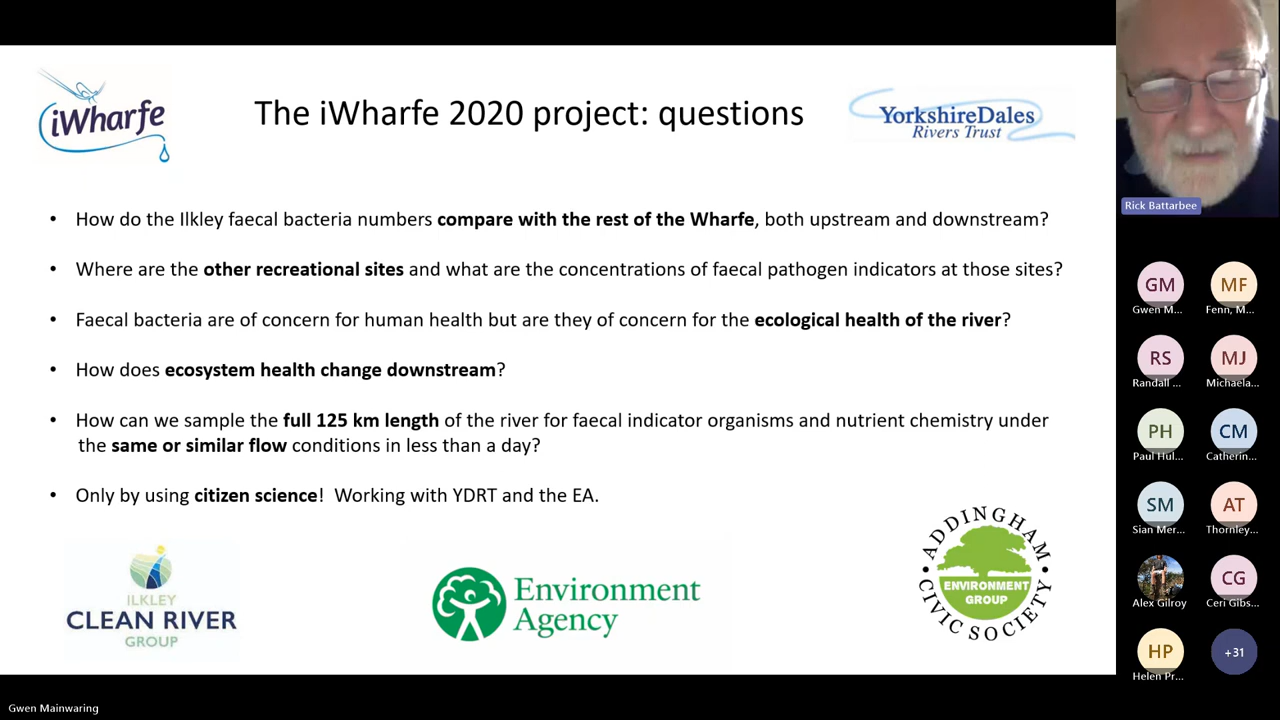 iWharfe
The iWharfe 2020 project: questions
YorkshireDales
Rivers Trust
• How do the Ilkley faecal bacteria numbers compare with the rest of the Wharfe, both upstream and downstream?
• Where are the other recreational sites and what are the concentrations of faecal pathogen indicators at those sites?
• Faecal bacteria are of concern for human health but are they of concern for the ecological health of the river?
• How does ecosystem health change downstream?
• How can we sample the full 125 km length of the river for faecal indicator organisms and nutrient chemistry under
the same or similar flow conditions in less than a day?
• Only by using citizen science! Working with YDRT and the EA.
ILKLEY
CLEAN RIVER
GROUP
Environment
Agency
ADDINGHAM
ENVIRONMENT
GROUP
• CIVIC SOCIETY •
Rick Battarbee
GM
Gwen M...
MF
Fenn, M...
RS
Randall ...
MJ
Michaela...
PH
Paul Hul...
CM
Catherin...
SM
Sian Mer...
AT
Thornley...
Alex Gilroy
CG
Ceri Gibs...
HP
Helen Pr...
+31
Gwen Mainwaring